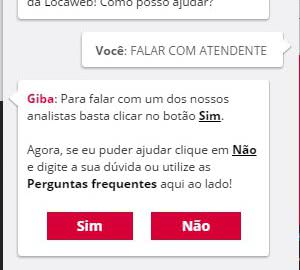 da Locaweb! Como posso ajudar?
Você: FALAR COM ATENDENTE
Giba: Para falar com um dos nossos
analistas basta clicar no botão Sim.
Agora, se eu puder ajudar clique em Não
e digite a sua dúvida ou utilize as
Perguntas frequentes aqui ao lado!
Sim Não